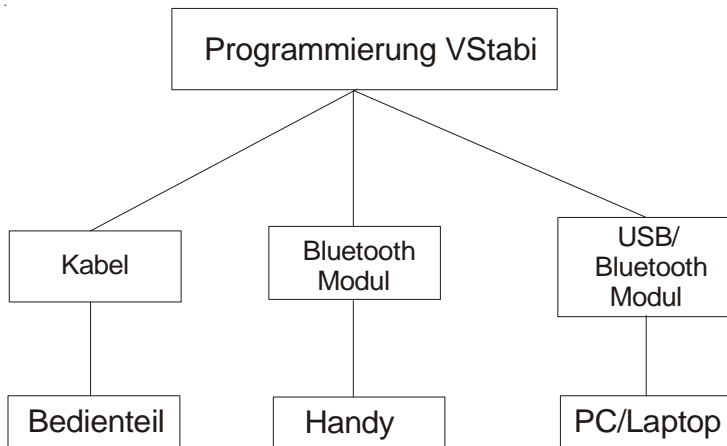 Programmierung VStabi
Kabel
Bluetooth
Modul
USB/
Bluetooth
Modul
Bedienteil
Handy
PC/Laptop